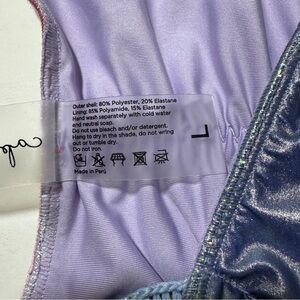 Outer shell: 80% Polyester, 20% Elastane
Lining: 85% Polyamide, 15% Elastane
Hand wash separately with cold water
and neutral soap.
Do not use bleach and/or detergent.
Hang to dry in the shade, do not wring
out or tumble dry.
Do not iron.
Made in Perú
L